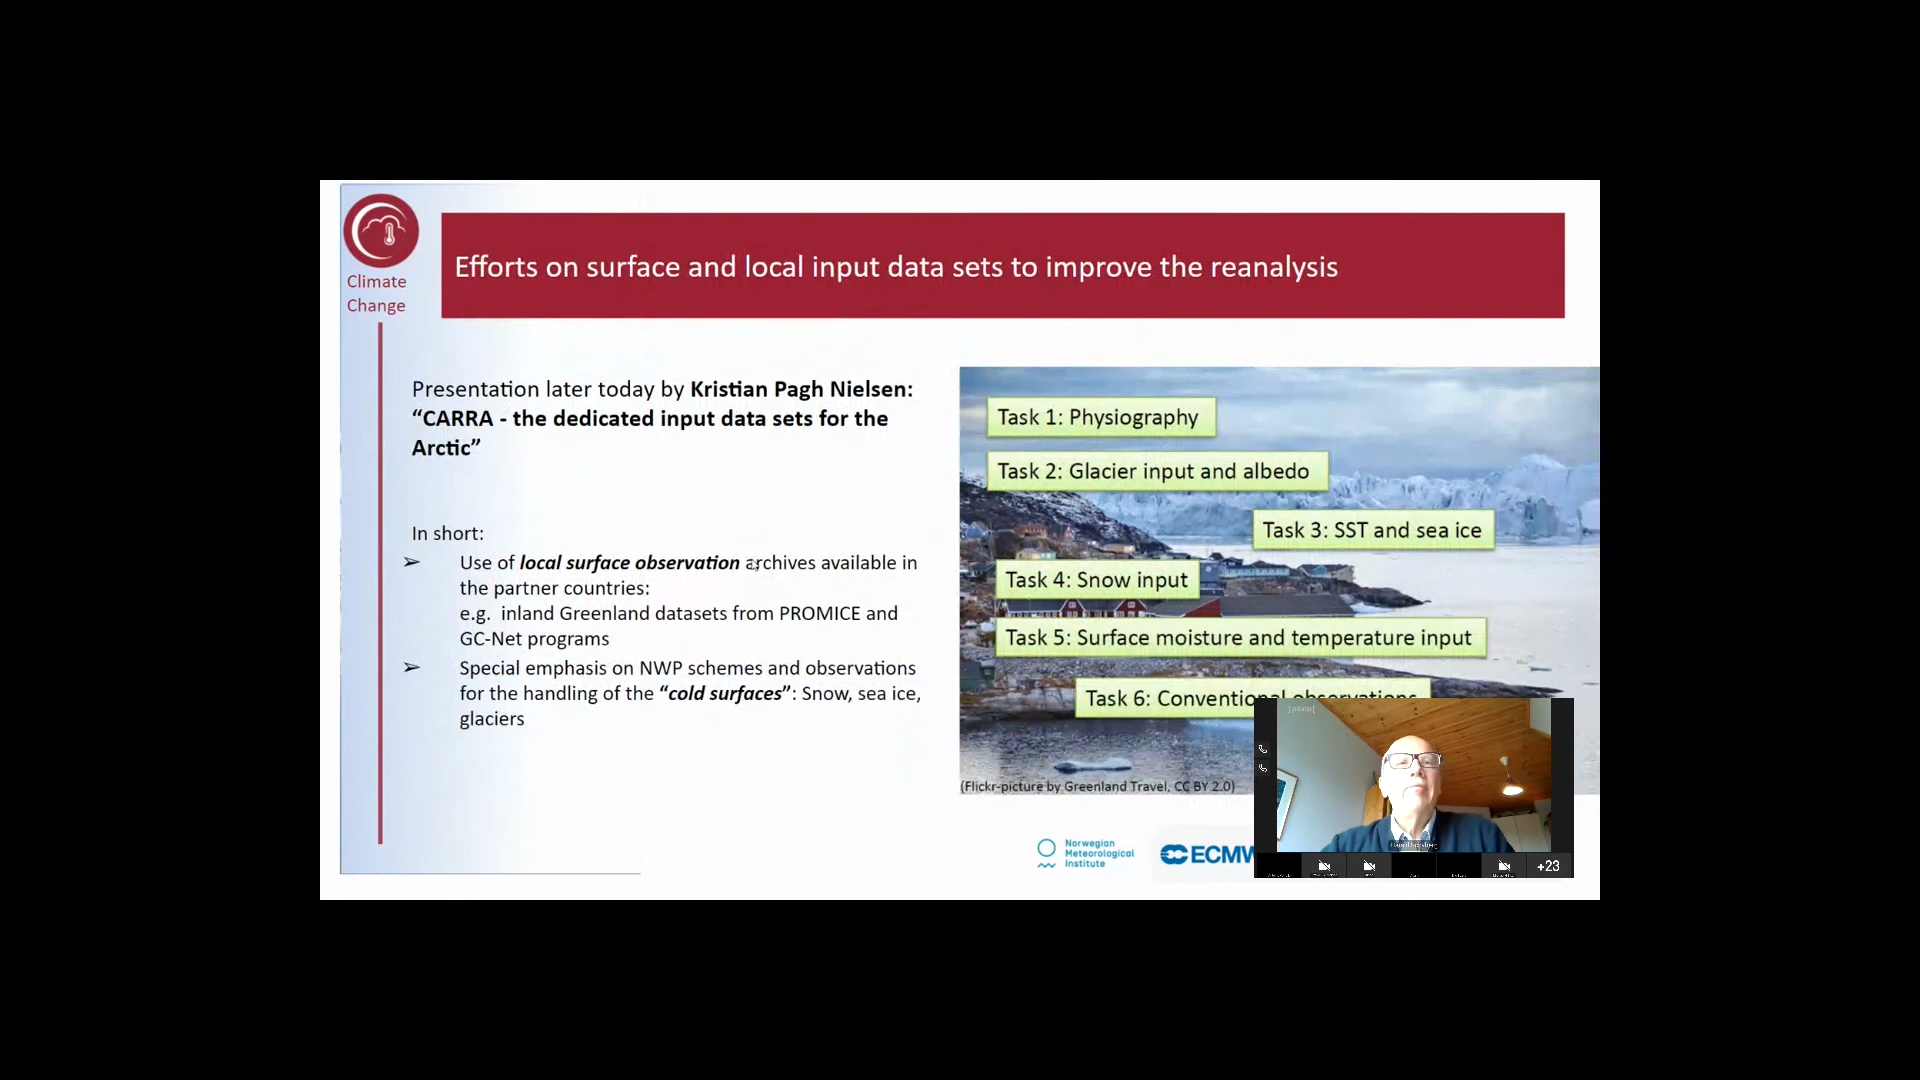 Climate
Change
Efforts on surface and local input data sets to improve the reanalysis
Presentation later today by Kristian Pagh Nielsen:
“CARRA - the dedicated input data sets for the
Arctic”
In short:
➢ Use of local surface observation archives available in
the partner countries:
e.g. inland Greenland datasets from PROMICE and
GC-Net programs
➢ Special emphasis on NWP schemes and observations
for the handling of the “cold surfaces”: Snow, sea ice,
glaciers
Task 1: Physiography
Task 2: Glacier input and albedo
Task 3: SST and sea ice
Task 4: Snow input
Task 5: Surface moisture and temperature input
Task 6: Conventional observations
(Flickr-picture by Greenland Travel, CC BY 2.0)
Norwegian
Meteorological
Institute
ECMW
]pexip[
+23